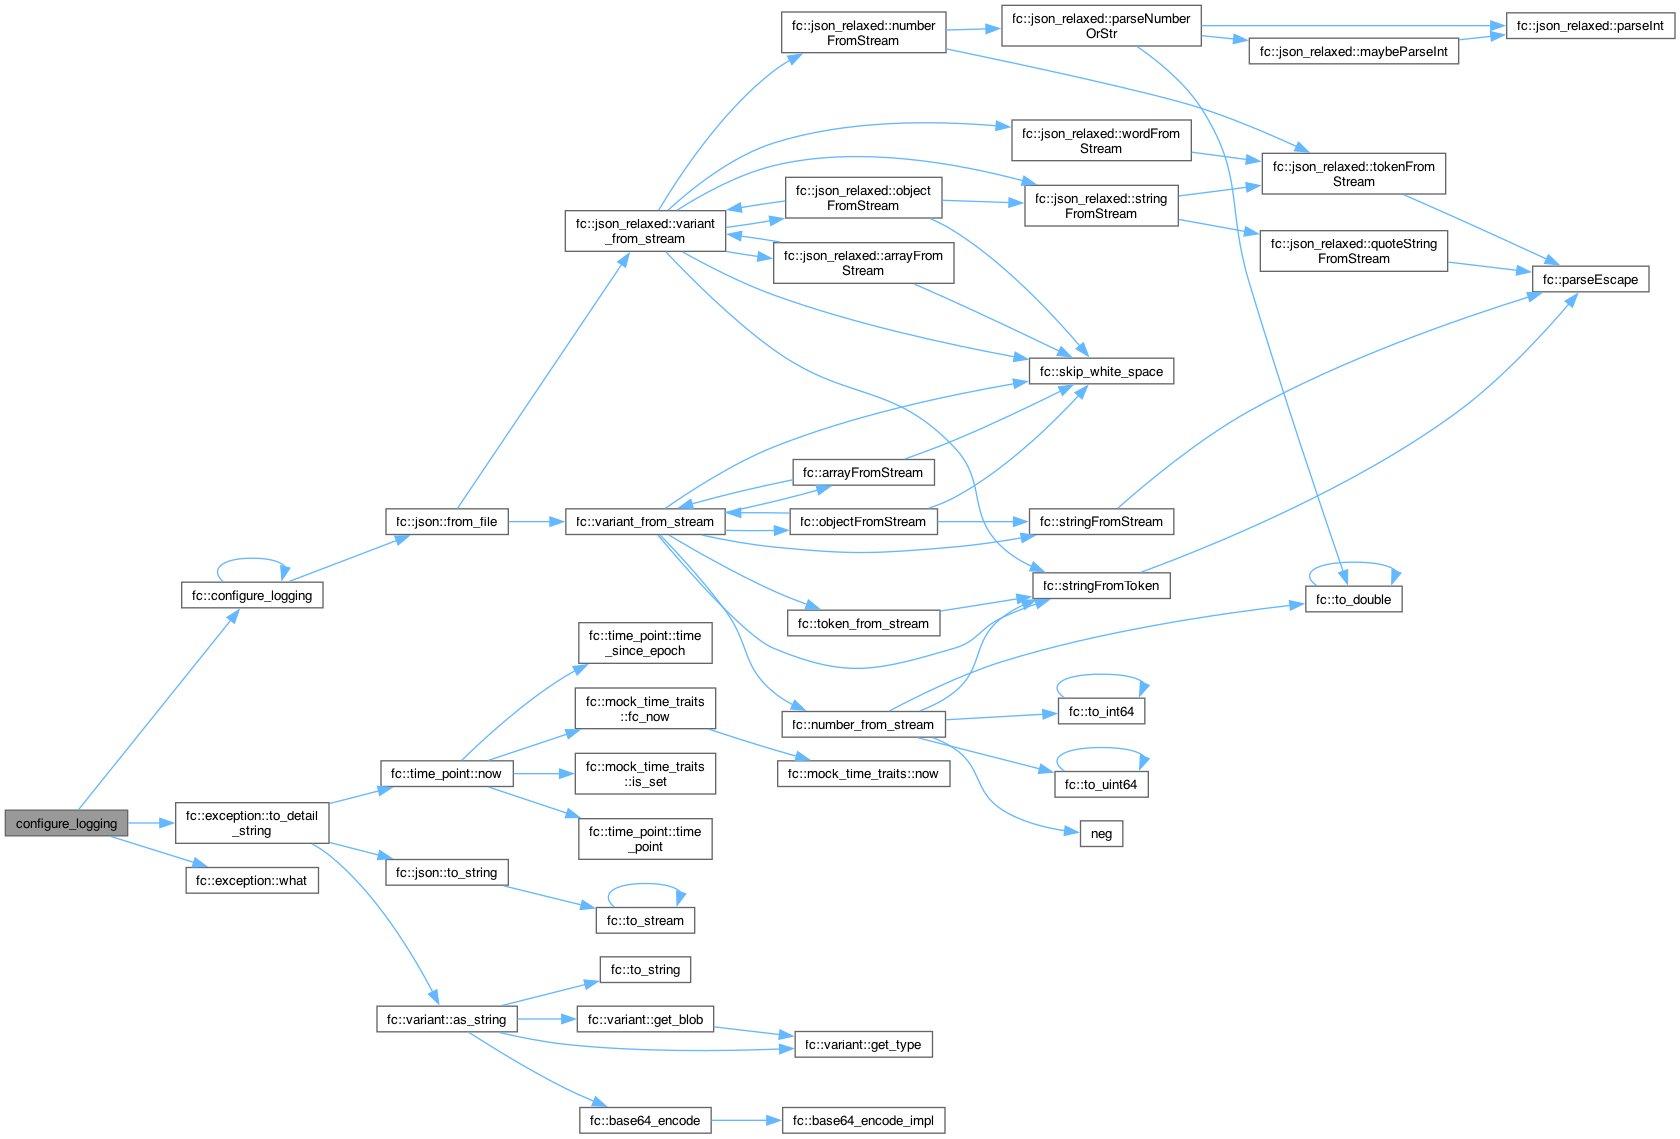 configure_logging
fc::configure_logging
fc::exception::to_detail
_string
fc::exception::what
fc::json::from_file
fc::time_point::now
fc::json::to_string
fc::variant::as_string
fc::json_relaxed::variant
_from_stream
fc::variant_from_stream
fc::time_point::time
_since_epoch
fc::mock_time_traits
::fc_now
fc::mock_time_traits
::is_set
fc::time_point::time
_point
fc::to_stream
fc::to_string
fc::variant::get_blob
fc::base64_encode
fc::json_relaxed::number
FromStream
fc::json_relaxed::object
FromStream
fc::json_relaxed::arrayFrom
Stream
fc::arrayFromStream
fc::objectFromStream
fc::token_from_stream
fc::number_from_stream
fc::mock_time_traits::now
fc::variant::get_type
fc::base64_encode_impl
fc::json_relaxed::parseNumber
OrStr
fc::json_relaxed::wordFrom
Stream
fc::json_relaxed::string
FromStream
fc::skip_white_space
fc::stringFromStream
fc::stringFromToken
fc::to_int64
fc::to_uint64
neg
fc::json_relaxed::maybeParseInt
fc::json_relaxed::tokenFrom
Stream
fc::json_relaxed::quoteString
FromStream
fc::to_double
fc::json_relaxed::parseInt
fc::parseEscape